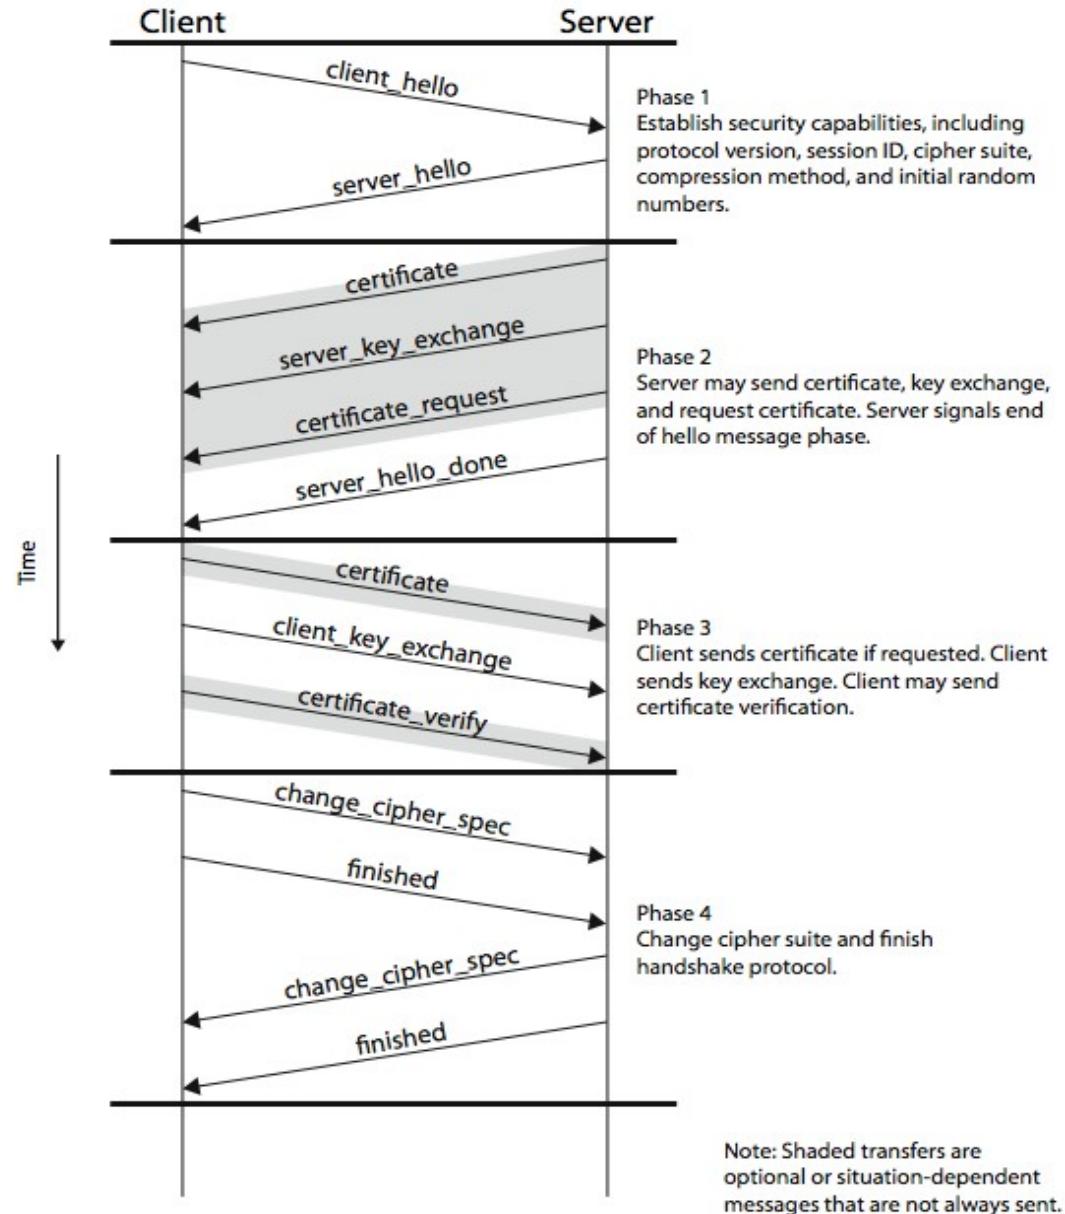 Client
Server
client_hello
Phase 1
Establish security capabilities, including
protocol version, session ID, cipher suite,
compression method, and initial random
numbers.
server_hello
certificate
server_key_exchange
Phase 2
Server may send certificate, key exchange,
and request certificate. Server signals end
of hello message phase.
certificate_request
server_hello_done
Time
certificate
client_key_exchange
Phase 3
Client sends certificate if requested. Client
sends key exchange. Client may send
certificate verification.
certificate_verify
change_cipher_spec
finished
Phase 4
Change cipher suite and finish
handshake protocol.
change_cipher_spec
finished
Note: Shaded transfers are
optional or situation-dependent
messages that are not always sent.